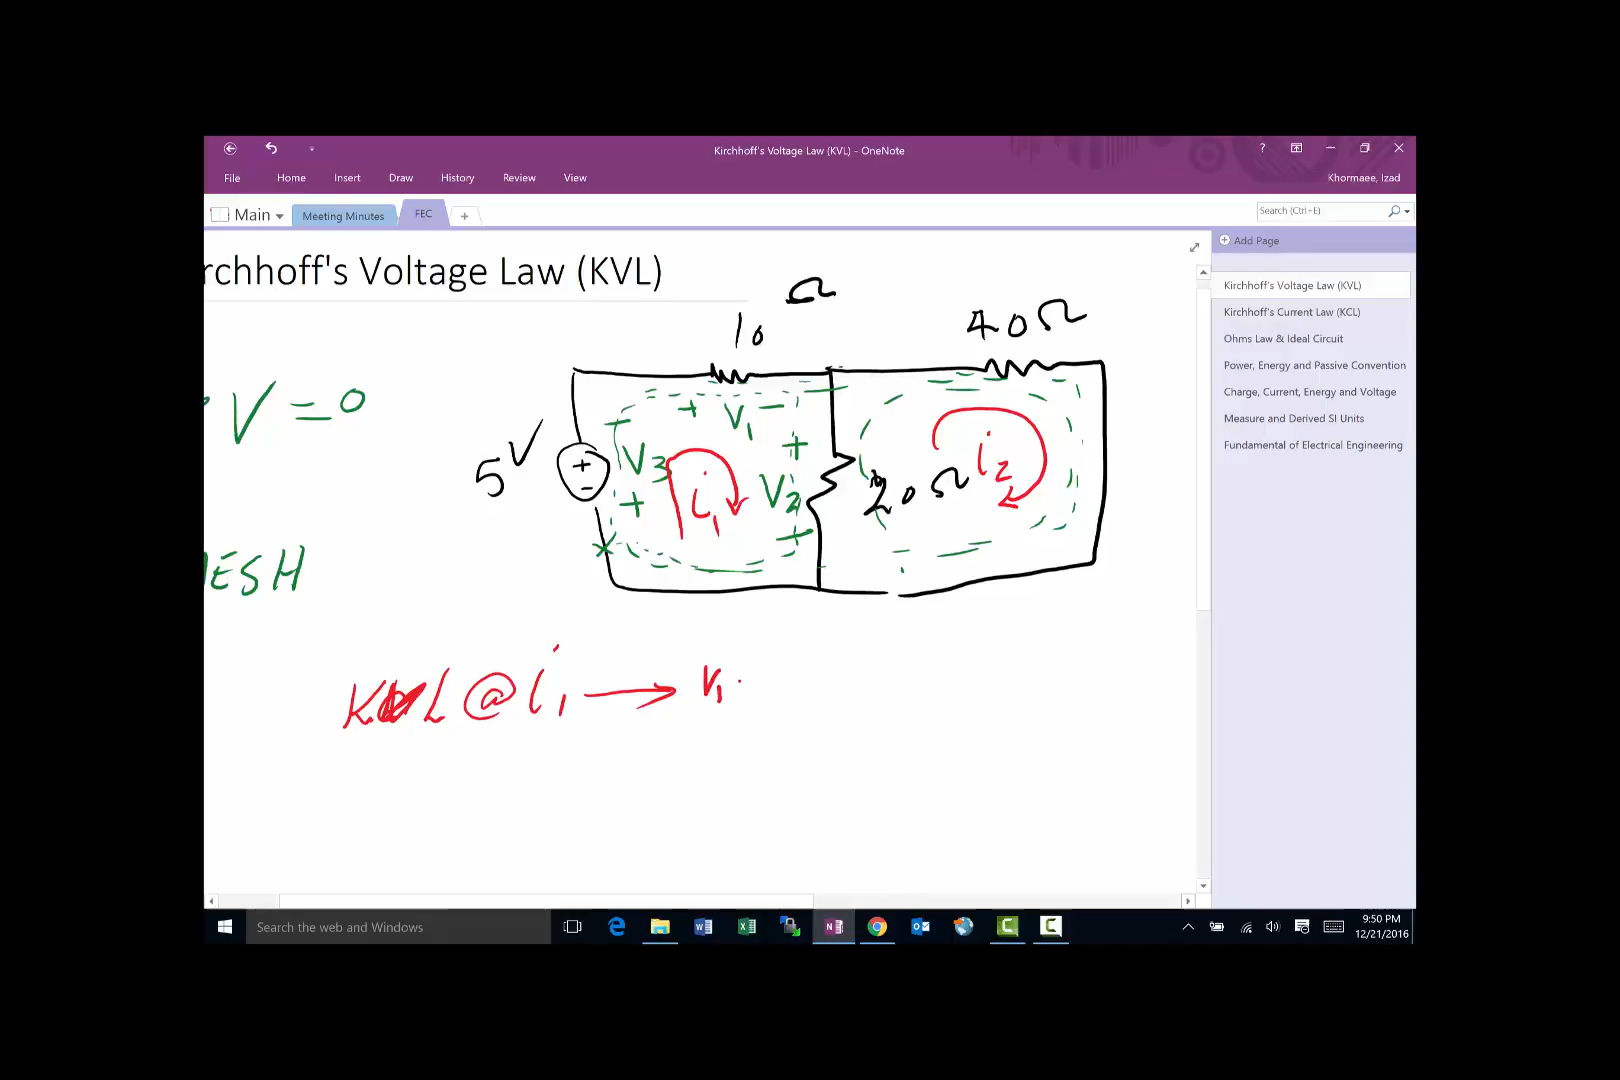 Kirchhoff's Voltage Law (KVL) - OneNote
?
File Home Insert Draw History Review View
Khormaee, Izad
Main Meeting Minutes FEC +
Search (Ctrl+E)
Add Page
rchhoff's Voltage Law (KVL)
Kirchhoff's Voltage Law (KVL)
Kirchhoff's Current Law (KCL)
Ohms Law & Ideal Circuit
Power, Energy and Passive Convention
Charge, Current, Energy and Voltage
Measure and Derived SI Units
Fundamental of Electrical Engineering
10 Ω
40Ω
V = 0
+ V1 −
5V
+
-
V3
+
i1
+
V2
20Ω
i2
ESH
KVL @ i1 → V1
Search the web and Windows
9:50 PM
12/21/2016